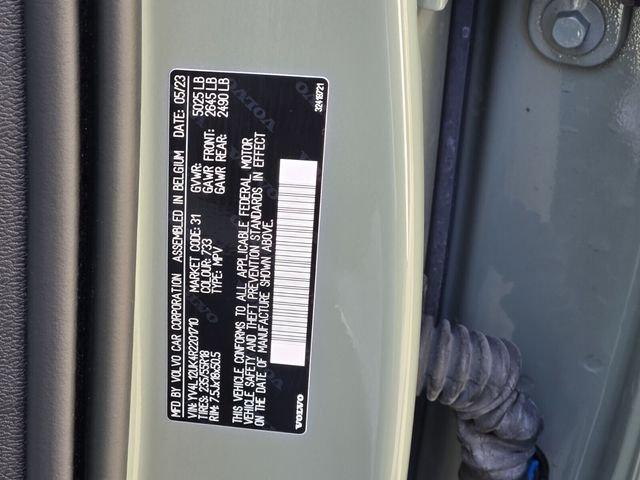 MFD BY VOLVO CAR CORPORATION ASSEMBLED IN BELGIUM DATE: 05/23
MARKET CODE: 31 GVWR: 5025 LB
COLOUR: 733 GAWR FRONT: 2645 LB
TYPE: MPV GAWR REAR: 2490 LB
TIRES: 235/55R18
RIM: 7.5Jx18x50.5
THIS VEHICLE CONFORMS TO ALL APPLICABLE FEDERAL MOTOR
VEHICLE SAFETY AND THEFT PREVENTION STANDARDS IN EFFECT
ON THE DATE OF MANUFACTURE SHOWN ABOVE.
VOLVO